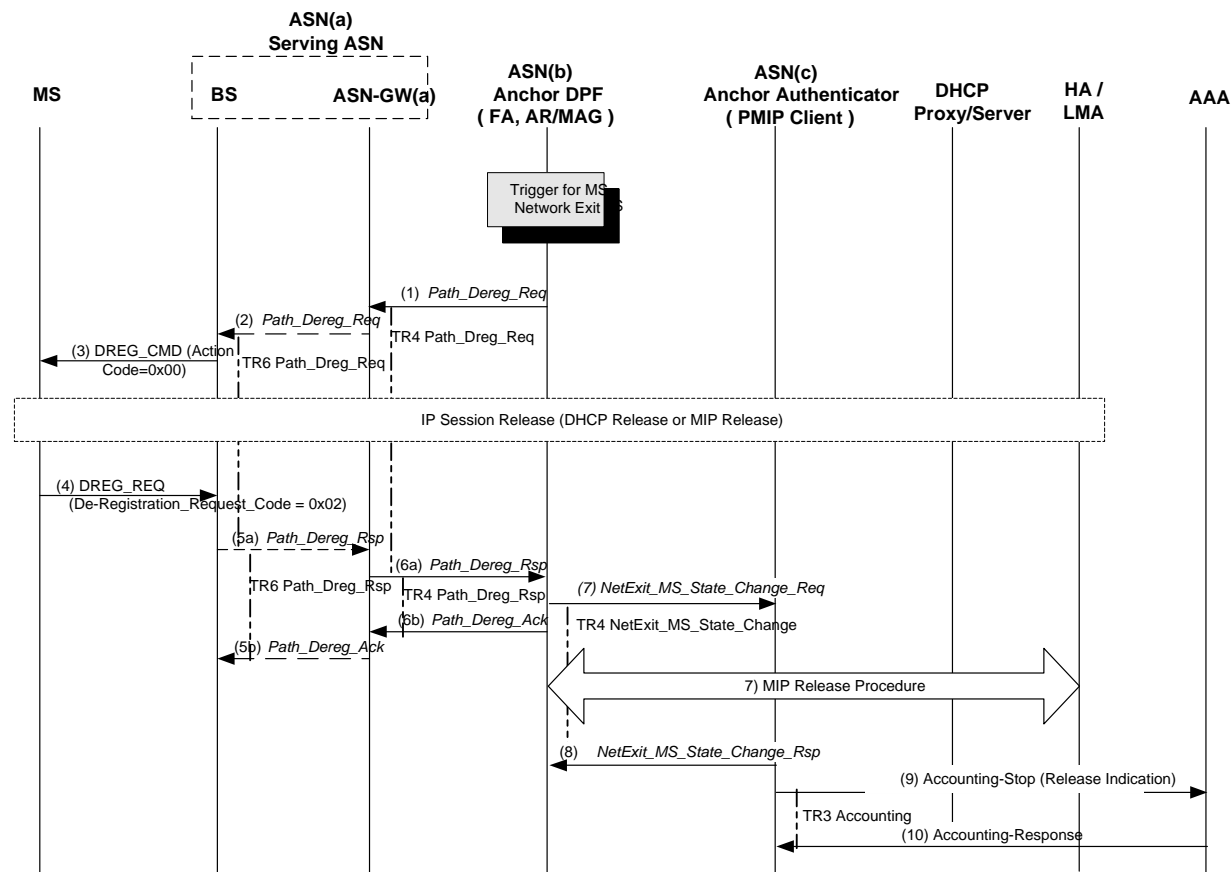 ASN(a)
Serving ASN
MS
BS
ASN-GW(a)
ASN(b)
Anchor DPF
( FA, AR/MAG )
ASN(c)
Anchor Authenticator
( PMIP Client )
DHCP
Proxy/Server
HA /
LMA
AAA
Trigger for MS
Network Exit
(1) Path_Dereg_Req
(2) Path_Dereg_Req
TR4 Path_Dreg_Req
(3) DREG_CMD (Action
Code=0x00)
TR6 Path_Dreg_Req
IP Session Release (DHCP Release or MIP Release)
(4) DREG_REQ
(De-Registration_Request_Code = 0x02)
(5a) Path_Dereg_Rsp
(6a) Path_Dereg_Rsp
TR6 Path_Dreg_Rsp
TR4 Path_Dreg_Rsp
(7) NetExit_MS_State_Change_Req
(6b) Path_Dereg_Ack
TR4 NetExit_MS_State_Change
(5b) Path_Dereg_Ack
7) MIP Release Procedure
(8) NetExit_MS_State_Change_Rsp
(9) Accounting-Stop (Release Indication)
TR3 Accounting
(10) Accounting-Response